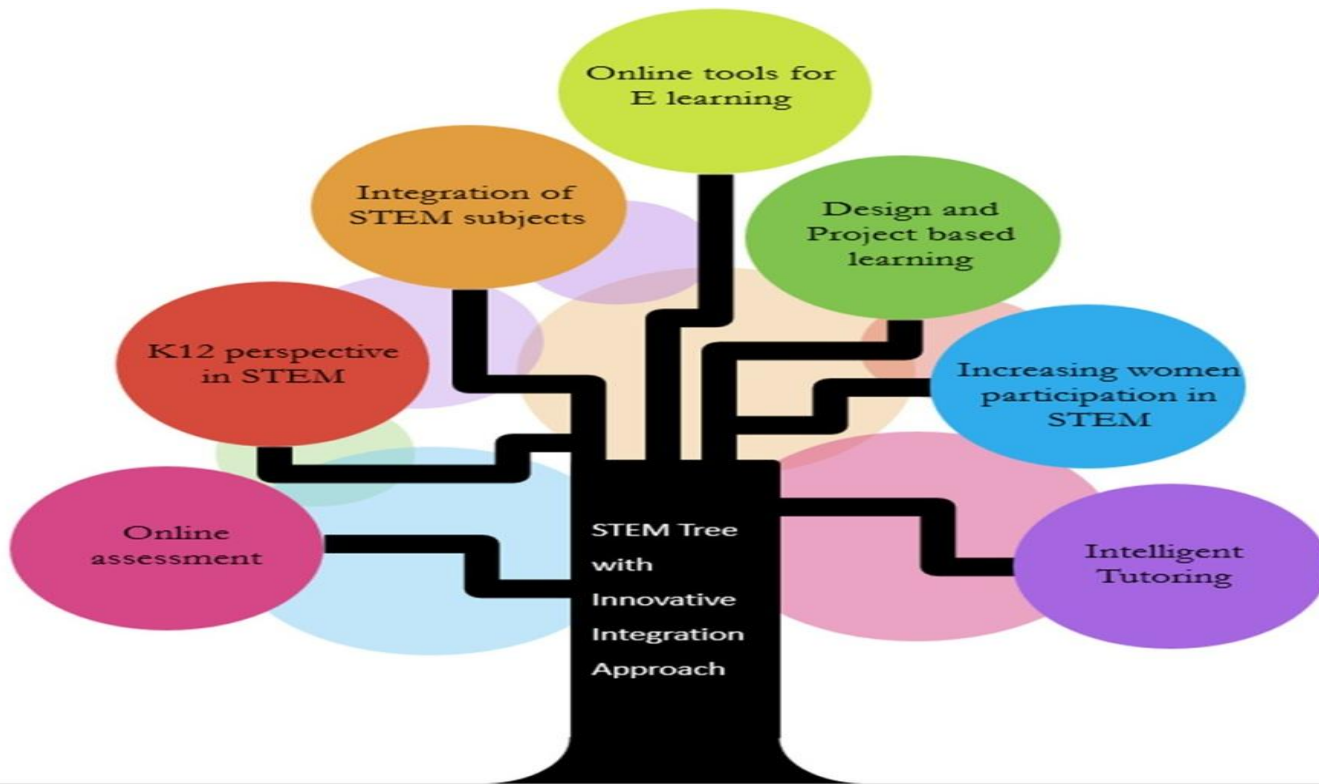 Online tools for
E learning
Integration of
STEM subjects
Design and
Project based
learning
K12 perspective
in STEM
Increasing women
participation in
STEM
Online
assessment
Intelligent
Tutoring
STEM Tree
with
Innovative
Integration
Approach